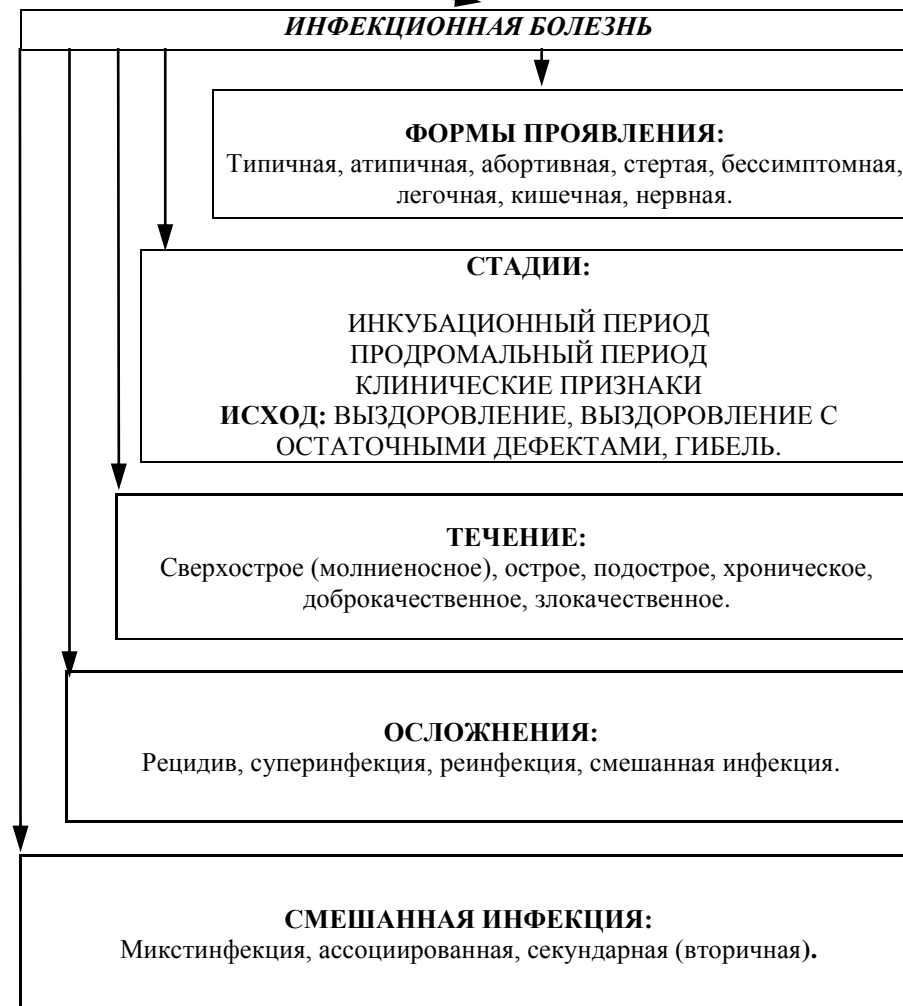 ИНФЕКЦИОННАЯ БОЛЕЗНЬ
ФОРМЫ ПРОЯВЛЕНИЯ:
Типичная, атипичная, абортивная, стертая, бессимптомная,
легочная, кишечная, нервная.
СТАДИИ:
ИНКУБАЦИОННЫЙ ПЕРИОД
ПРОДРОМАЛЬНЫЙ ПЕРИОД
КЛИНИЧЕСКИЕ ПРИЗНАКИ
ИСХОД: ВЫЗДОРОВЛЕНИЕ, ВЫЗДОРОВЛЕНИЕ С
ОСТАТОЧНЫМИ ДЕФЕКТАМИ, ГИБЕЛЬ.
ТЕЧЕНИЕ:
Сверхострое (молниеносное), острое, подострое, хроническое,
доброкачественное, злокачественное.
ОСЛОЖНЕНИЯ:
Рецидив, суперинфекция, реинфекция, смешанная инфекция.
СМЕШАННАЯ ИНФЕКЦИЯ:
Микстинфекция, ассоциированная, секундарная (вторичная).